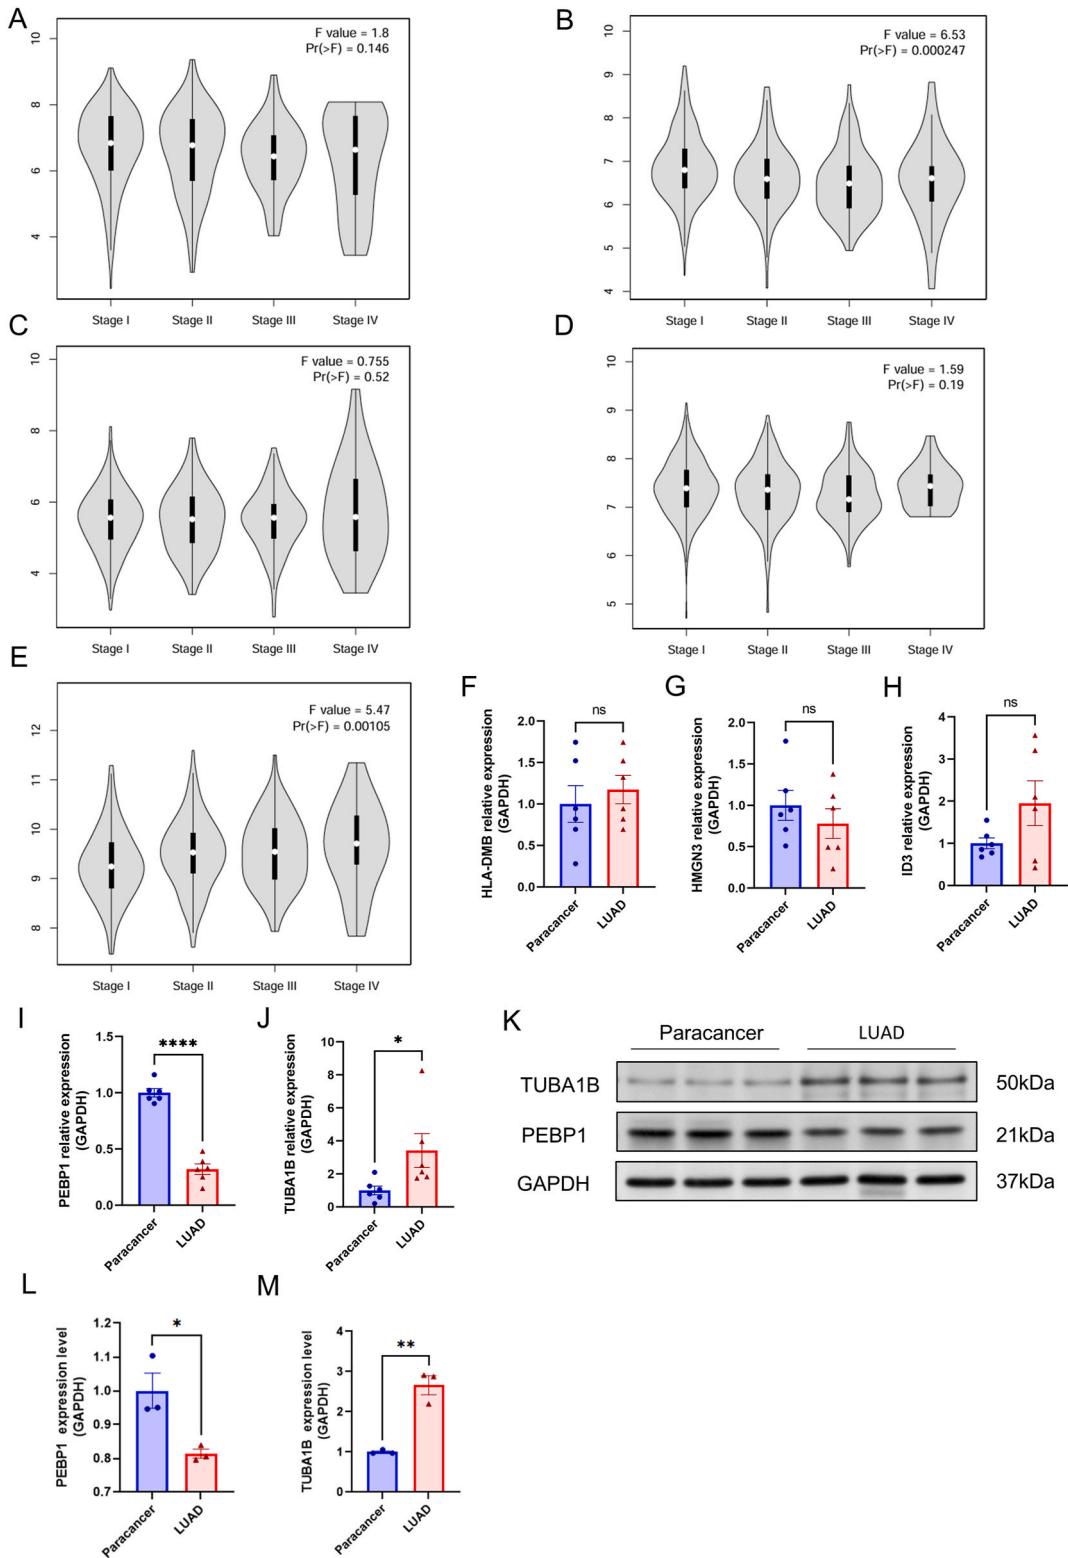 A
F value = 1.8
Pr(>F) = 0.146
10
8
6
4
Stage I
Stage II
Stage III
Stage IV
B
F value = 6.53
Pr(>F) = 0.000247
10
9
8
7
6
5
4
Stage I
Stage II
Stage III
Stage IV
C
F value = 0.755
Pr(>F) = 0.52
10
8
6
4
Stage I
Stage II
Stage III
Stage IV
D
F value = 1.59
Pr(>F) = 0.19
10
9
8
7
6
5
Stage I
Stage II
Stage III
Stage IV
E
F value = 5.47
Pr(>F) = 0.00105
12
11
10
9
8
Stage I
Stage II
Stage III
Stage IV
F
HLA-DMB relative expression
(GAPDH)
2.0
1.5
1.0
0.5
0.0
ns
Paracancer
LUAD
G
HMGN3 relative expression
(GAPDH)
2.0
1.5
1.0
0.5
0.0
ns
Paracancer
LUAD
H
ID3 relative expression
(GAPDH)
4
3
2
1
0
ns
Paracancer
LUAD
I
PEBP1 relative expression
(GAPDH)
1.5
1.0
0.5
0.0
****
Paracancer
LUAD
J
TUBA1B relative expression
(GAPDH)
10
8
6
4
2
0
*
Paracancer
LUAD
K
Paracancer
LUAD
TUBA1B
50kDa
PEBP1
21kDa
GAPDH
37kDa
L
PEBP1 expression level
(GAPDH)
1.2
1.1
1.0
0.9
0.8
0.7
*
Paracancer
LUAD
M
TUBA1B expression level
(GAPDH)
4
3
2
1
0
**
Paracancer
LUAD